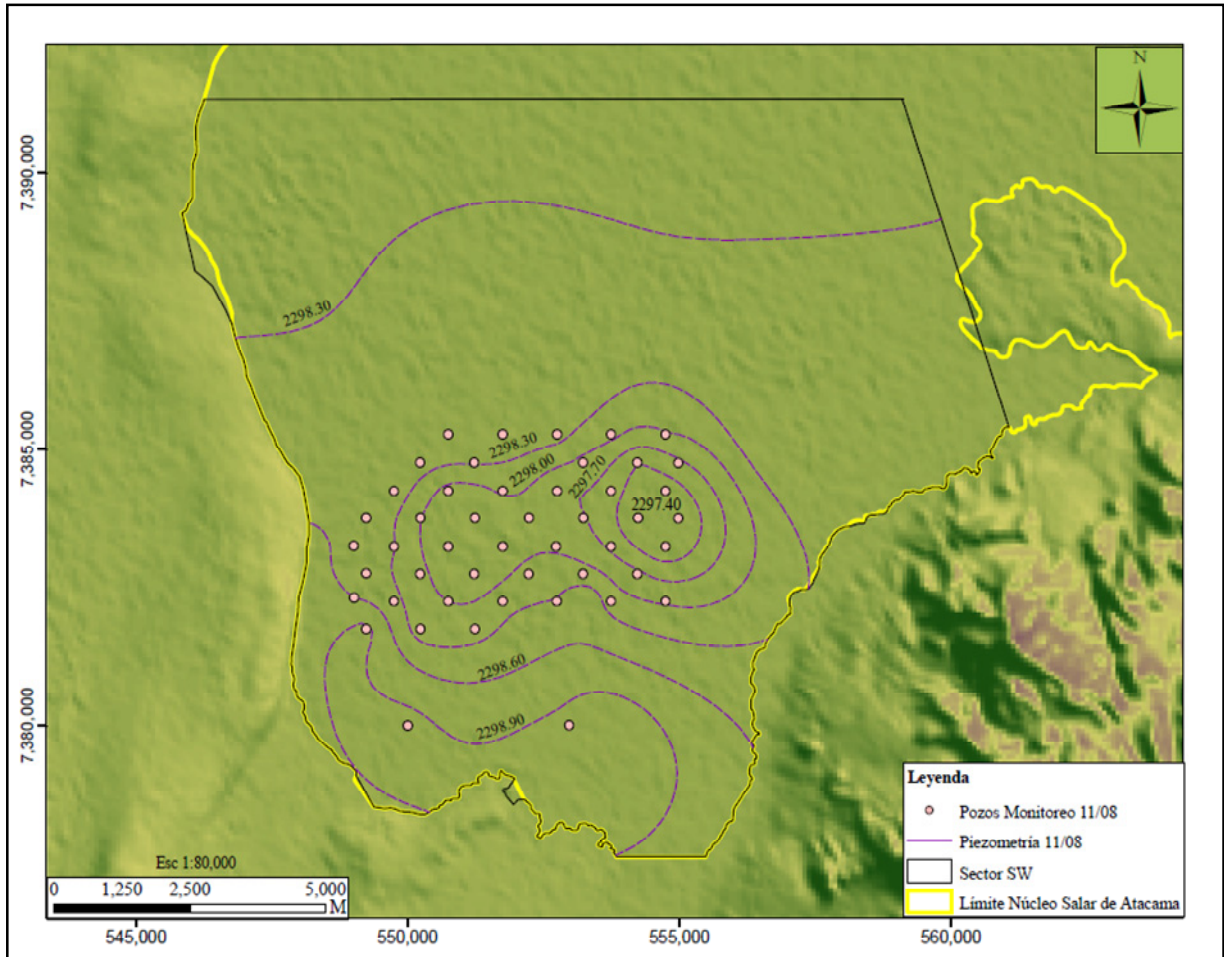 N
7,390,000
7,385,000
7,380,000
2298.30
2298.30
2298.00
2297.70
2297.40
2298.60
2298.90
Leyenda
Pozos Monitoreo 11/08
Piezometría 11/08
Sector SW
Límite Núcleo Salar de Atacama
Esc 1:80,000
0 1,250 2,500 5,000
M
545,000 550,000 555,000 560,000